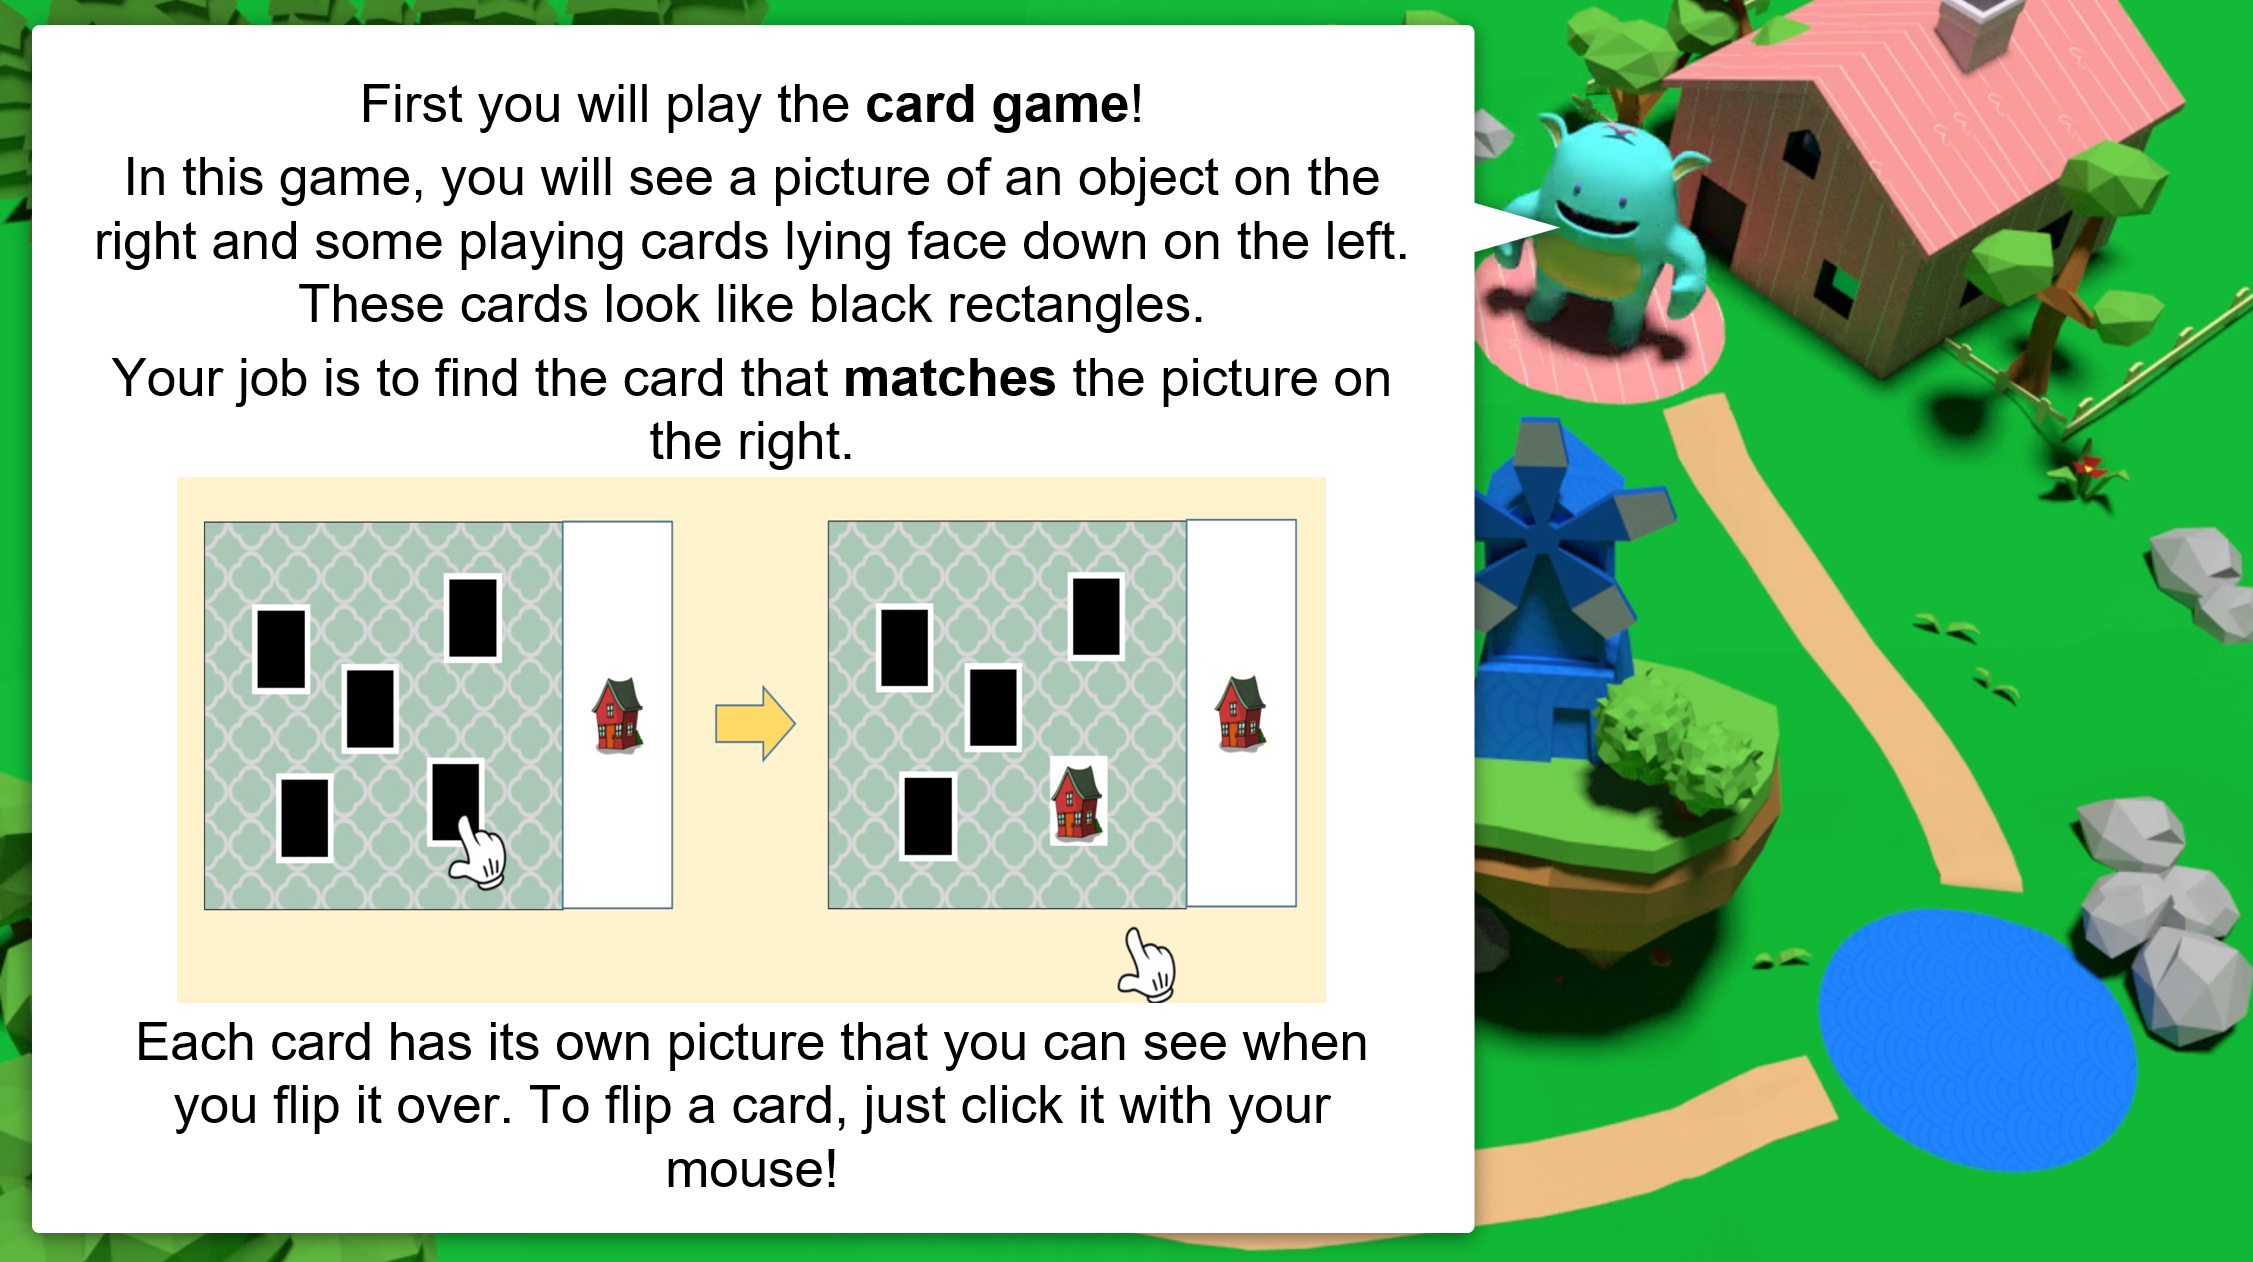 First you will play the card game!
In this game, you will see a picture of an object on the
right and some playing cards lying face down on the left.
These cards look like black rectangles.
Your job is to find the card that matches the picture on
the right.
Each card has its own picture that you can see when
you flip it over. To flip a card, just click it with your
mouse!